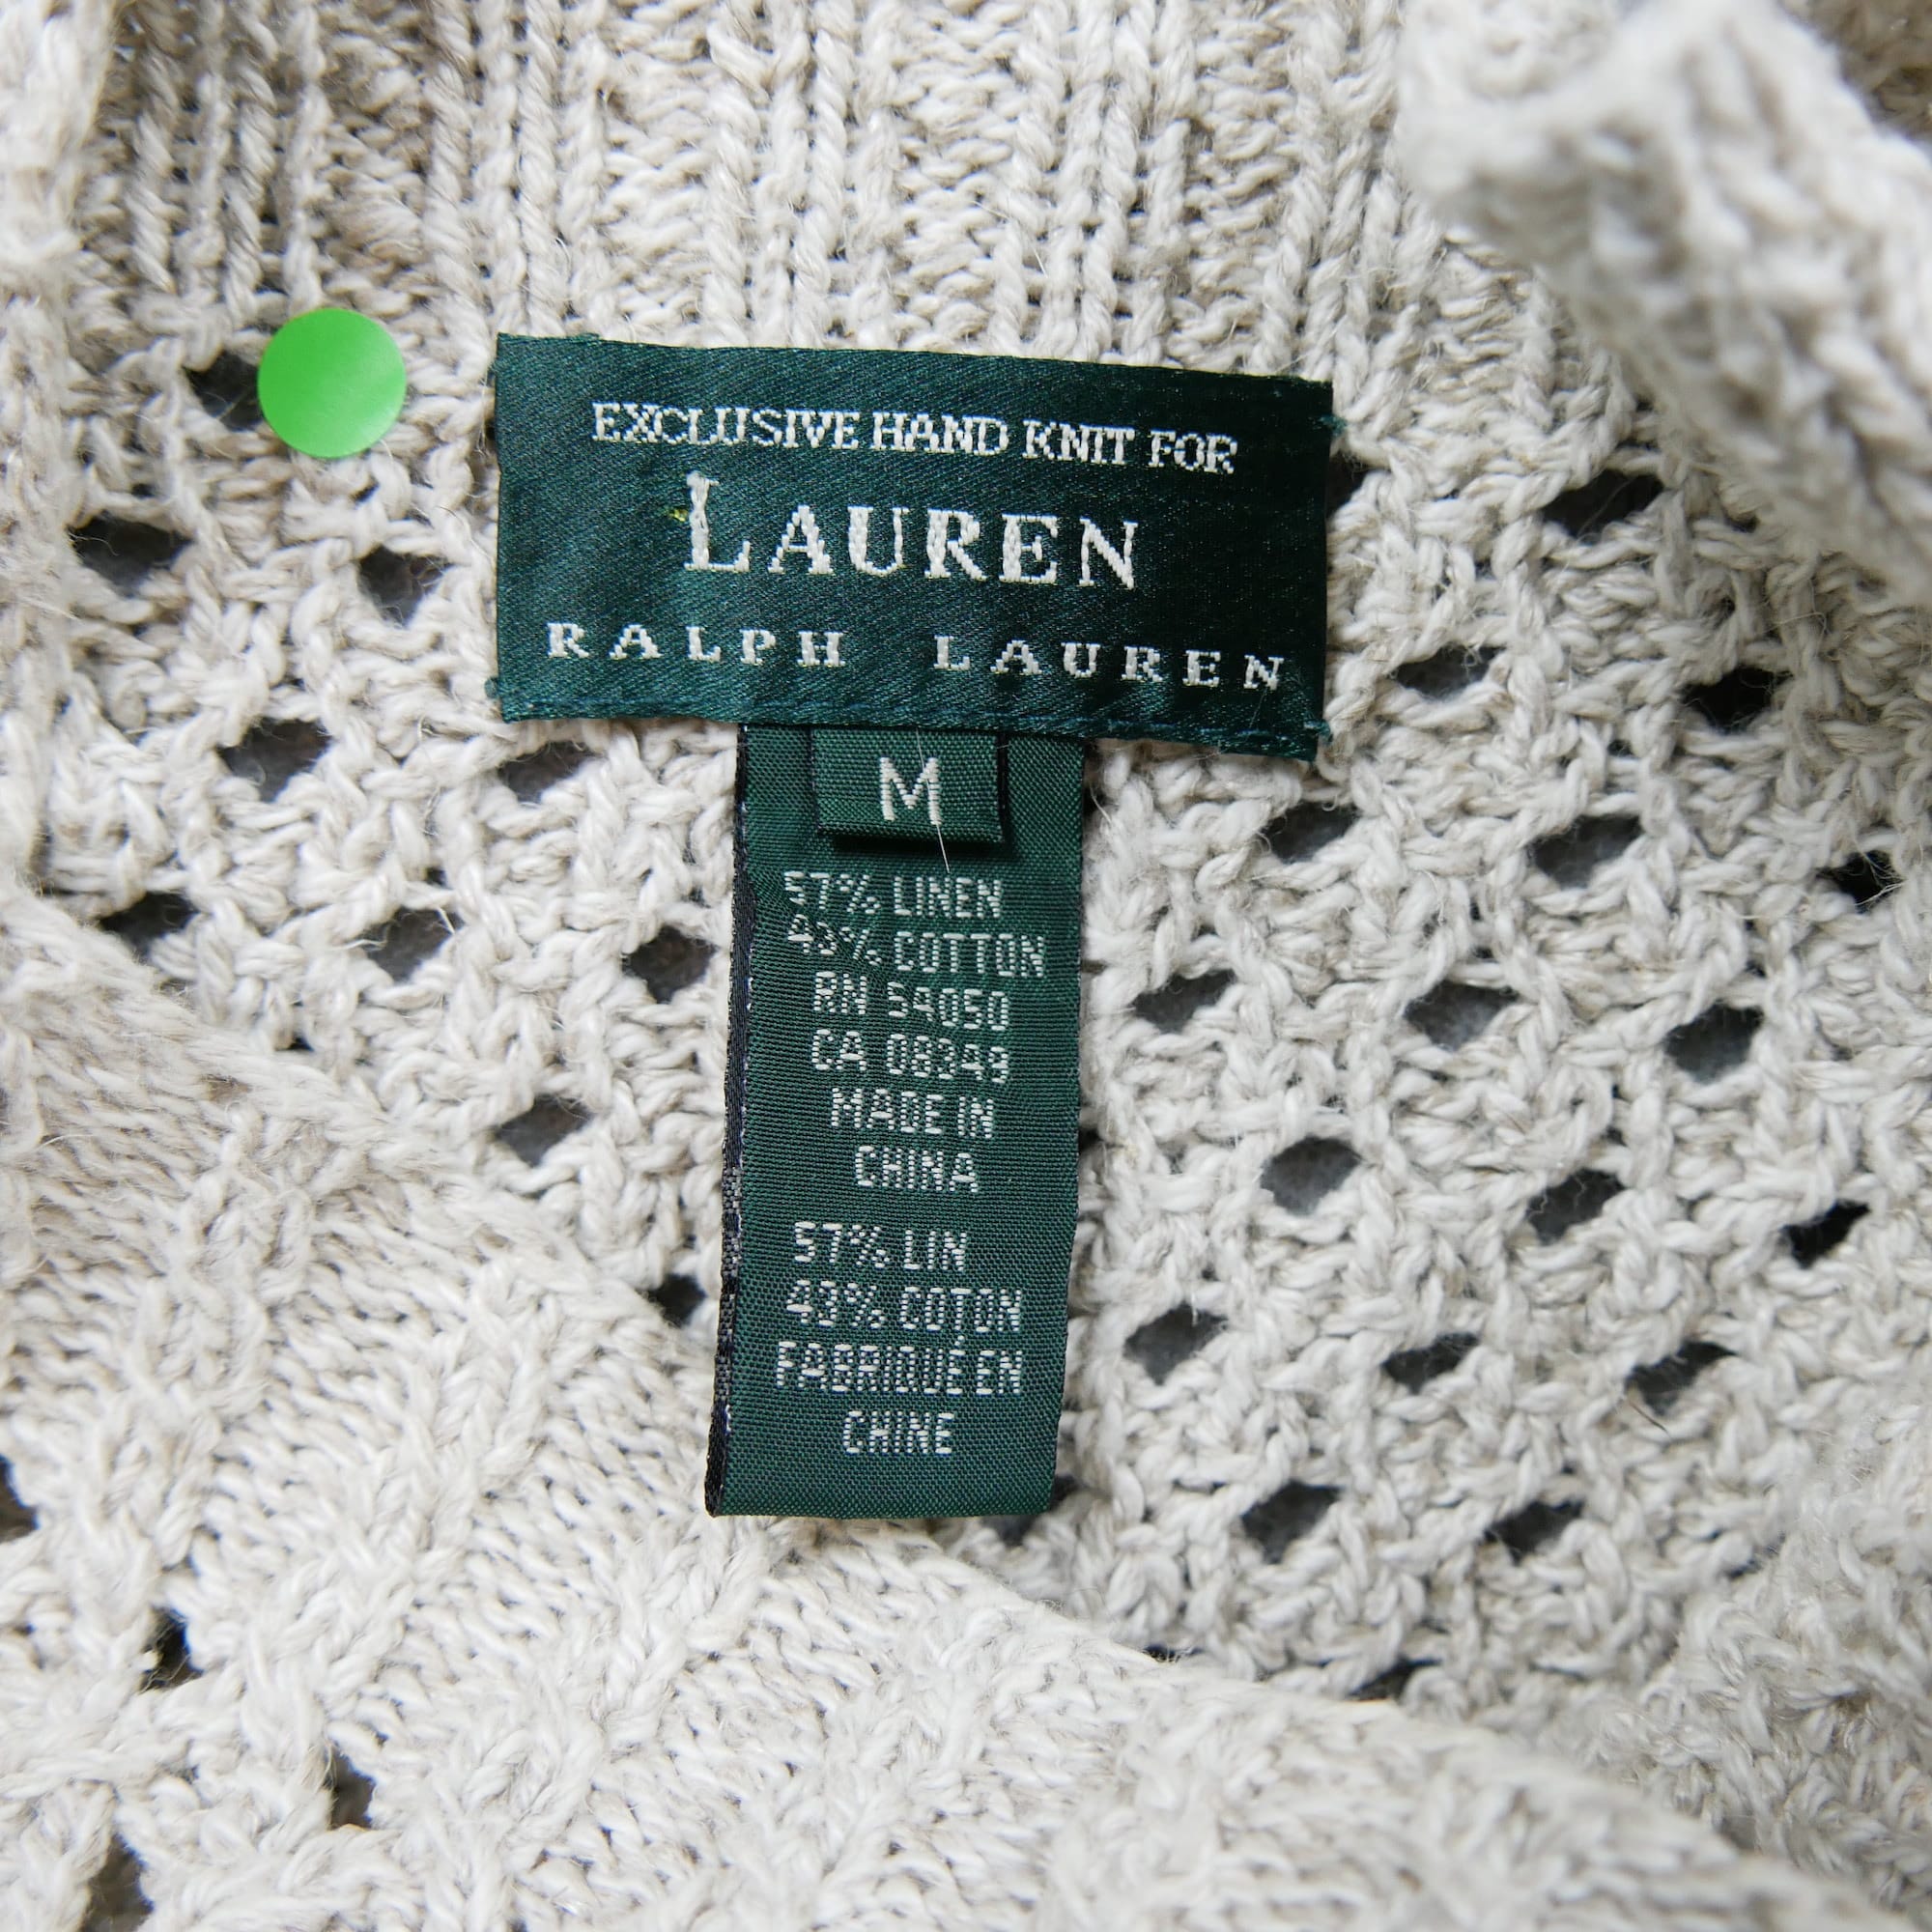 EXCLUSIVE HAND KNIT FOR
LAUREN
RALPH LAUREN
M
57% LINEN
43% COTTON
RN 54050
CA 08349
MADE IN
CHINA
57% LIN
43% COTON
FABRIQUÉ EN
CHINE